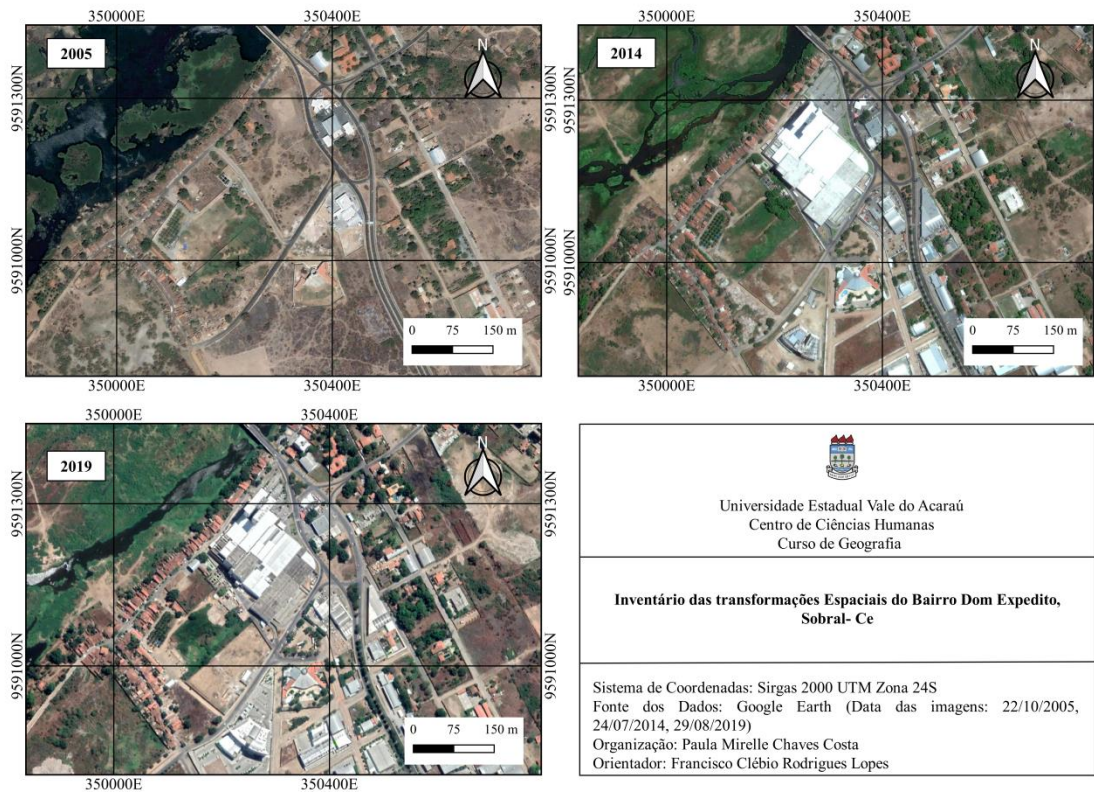 350000E
350400E
2005
N
9591300N
9591000N
0 75 150 m
350000E
350400E
350000E
350400E
2014
N
9591300N
9591300N
9591000N
9591000N
0 75 150 m
350000E
350400E
350000E
350400E
2019
N
9591300N
9591300N
9591000N
9591000N
0 75 150 m
350000E
350400E
Universidade Estadual Vale do Acaraú
Centro de Ciências Humanas
Curso de Geografia
Inventário das transformações Espaciais do Bairro Dom Expedito,
Sobral- Ce
Sistema de Coordenadas: Sirgas 2000 UTM Zona 24S
Fonte dos Dados: Google Earth (Data das imagens: 22/10/2005,
24/07/2014, 29/08/2019)
Organização: Paula Mirelle Chaves Costa
Orientador: Francisco Clébio Rodrigues Lopes